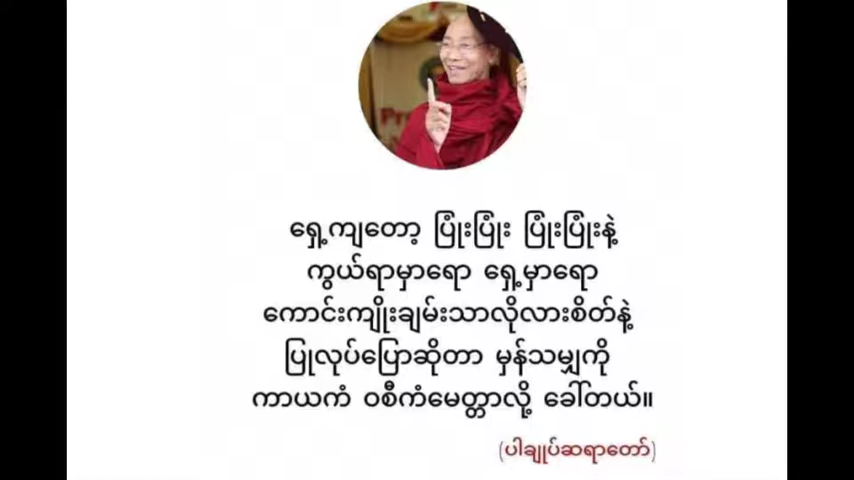 ရှေ့ကျတော့ ပြုံးပြုံး ပြုံးပြုံးနဲ့
ကွယ်ရာမှာရော ရှေ့မှာရော
ကောင်းကျိုးချမ်းသာလိုလားစိတ်နဲ့
ပြုလုပ်ပြောဆိုတာ မှန်သမျှကို
ကာယကံ ဝစီကံမေတ္တာလို့ ခေါ်တယ်။
(ပါချုပ်ဆရာတော်)